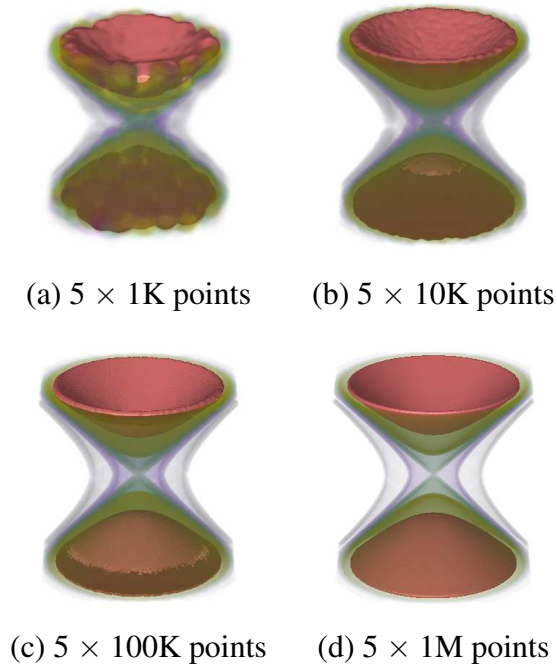 (a) 5 × 1K points
(b) 5 × 10K points
(c) 5 × 100K points
(d) 5 × 1M points